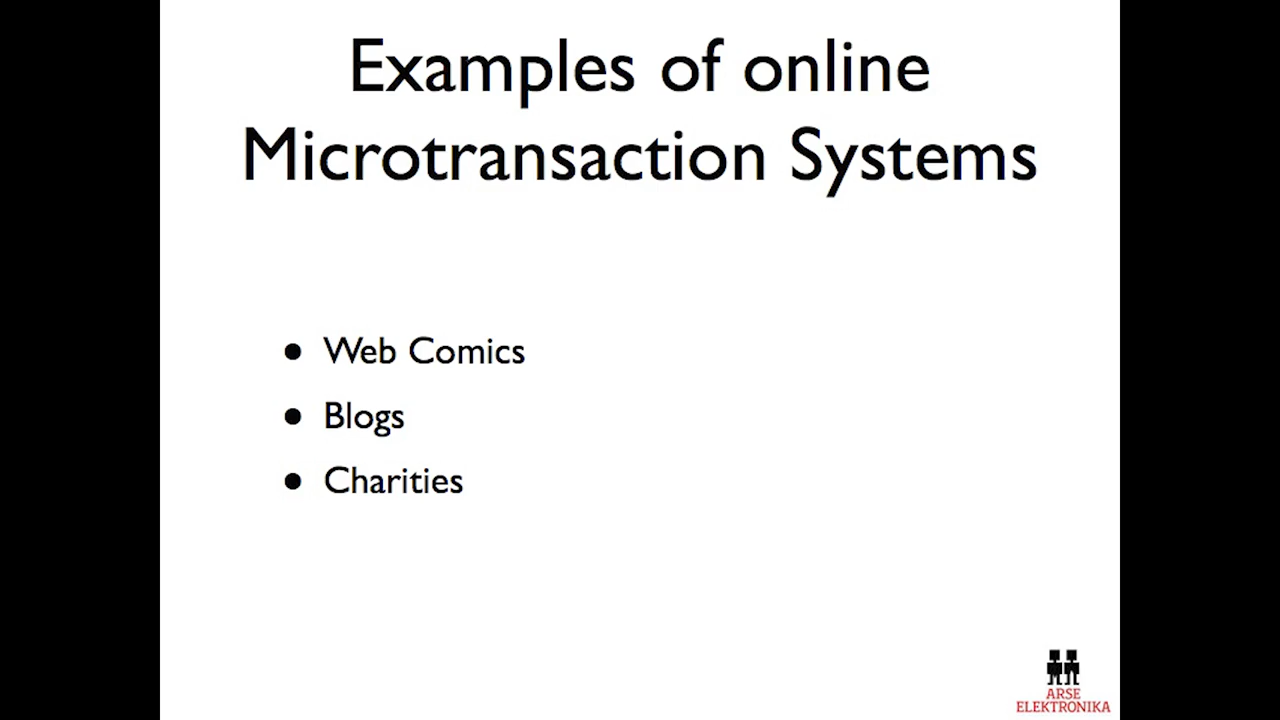 Examples of online
Microtransaction Systems
• Web Comics
• Blogs
• Charities
ARSE
ELEKTRONIKA